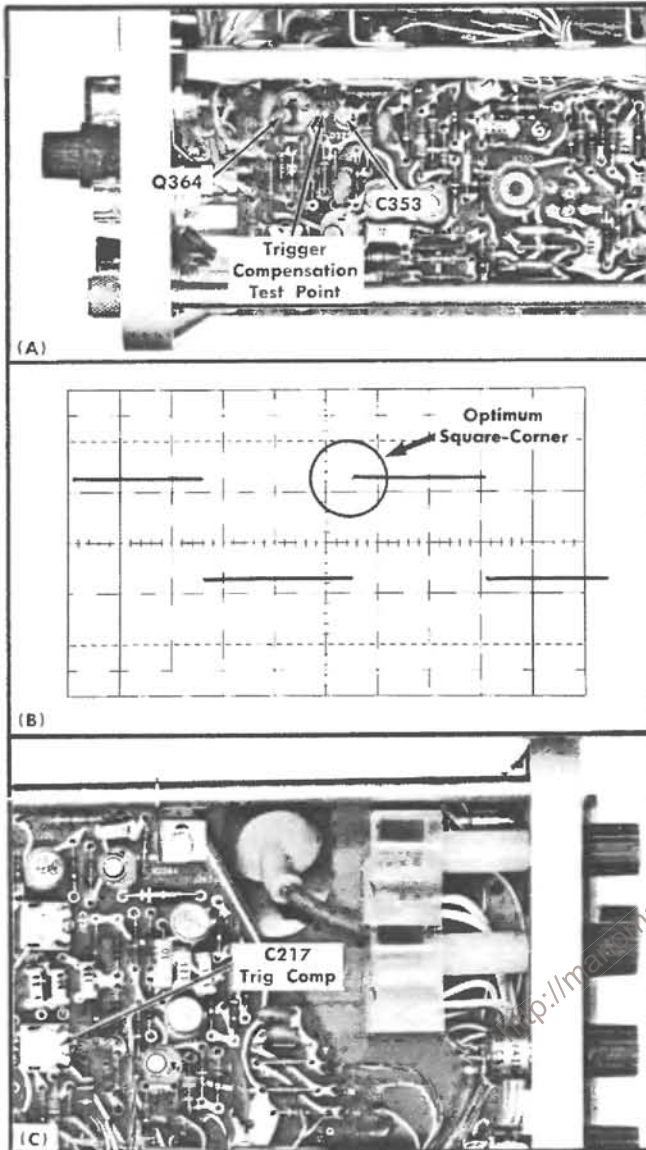 Q364
C353
Trigger
Compensation
Test Point
(A)
Optimum
Square-Corner
(B)
C217
Trig Comp
(C)